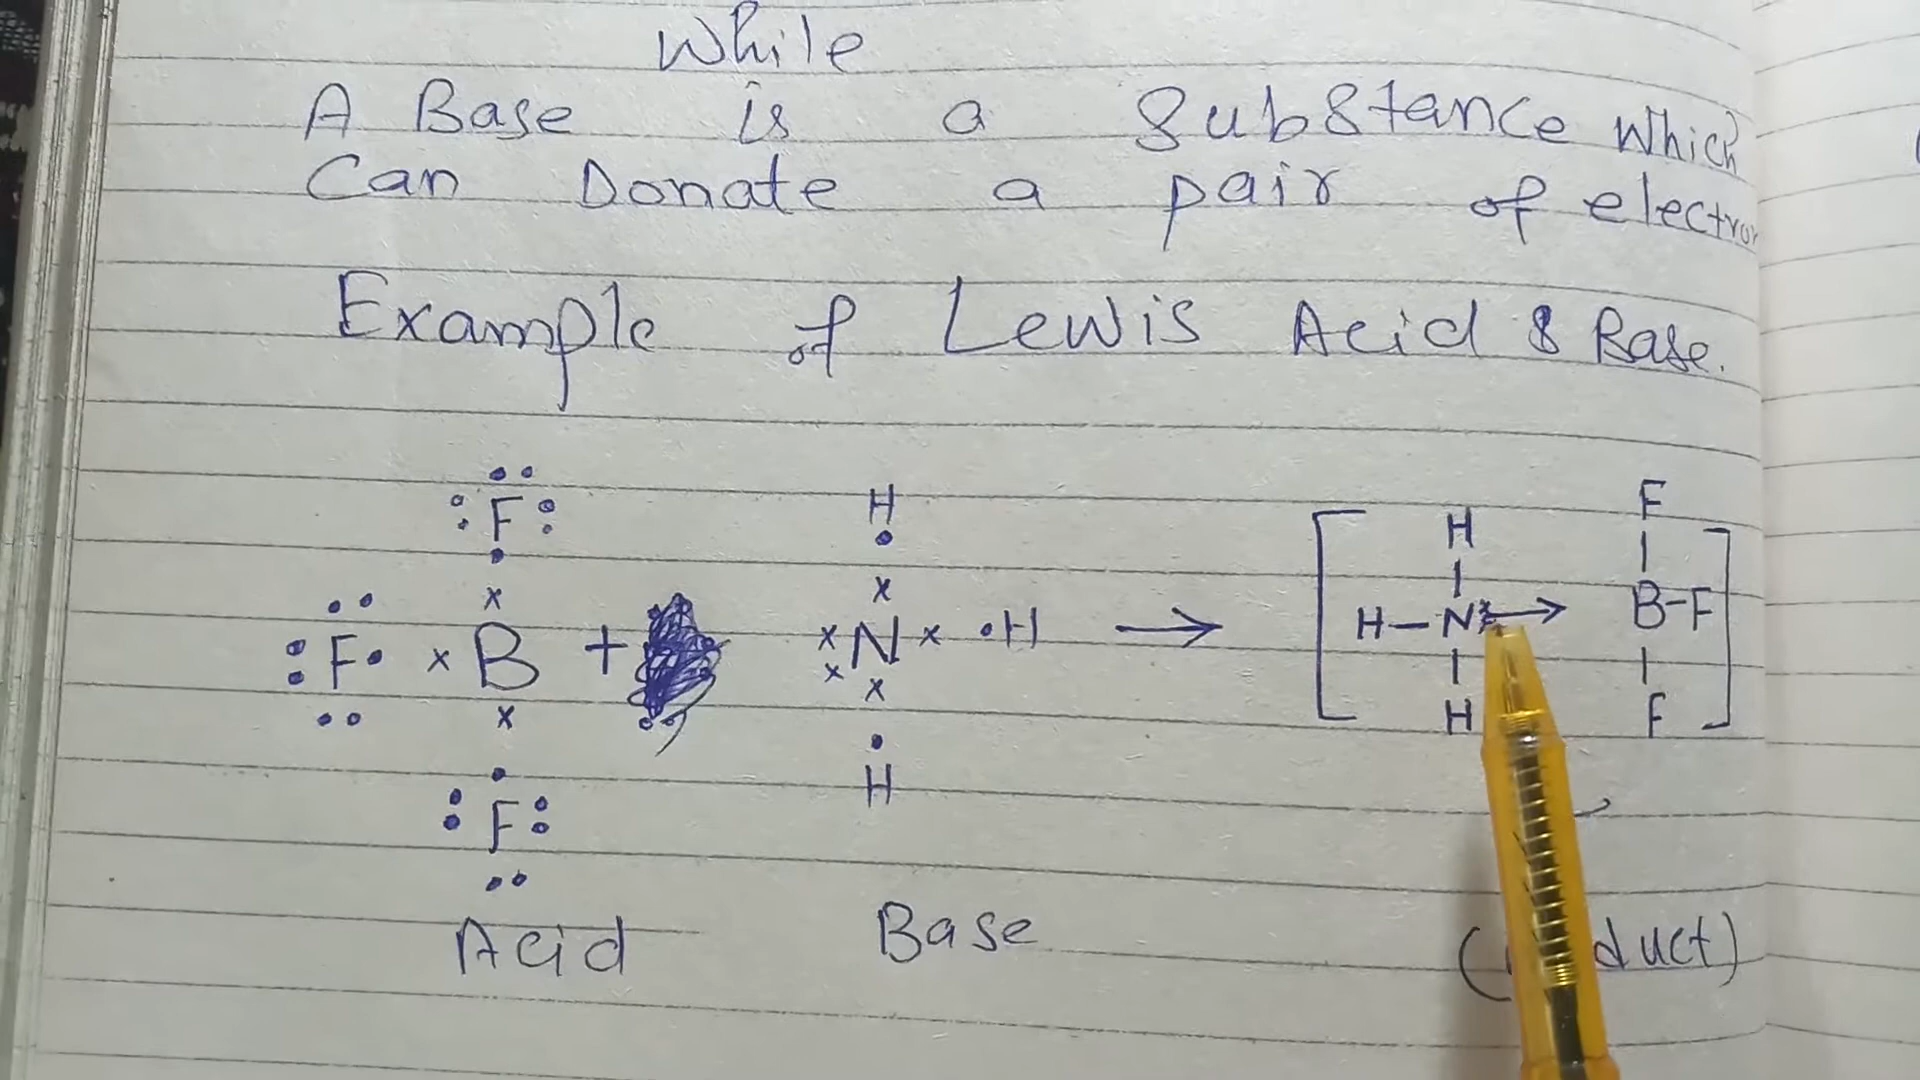 While
A Base is a Substance which
Can Donate a pair of electron
Example of Lewis Acid & Base.
F
F B + N H → H-N → B-F
F
H
H
H
H
F
F
Acid Base duct)